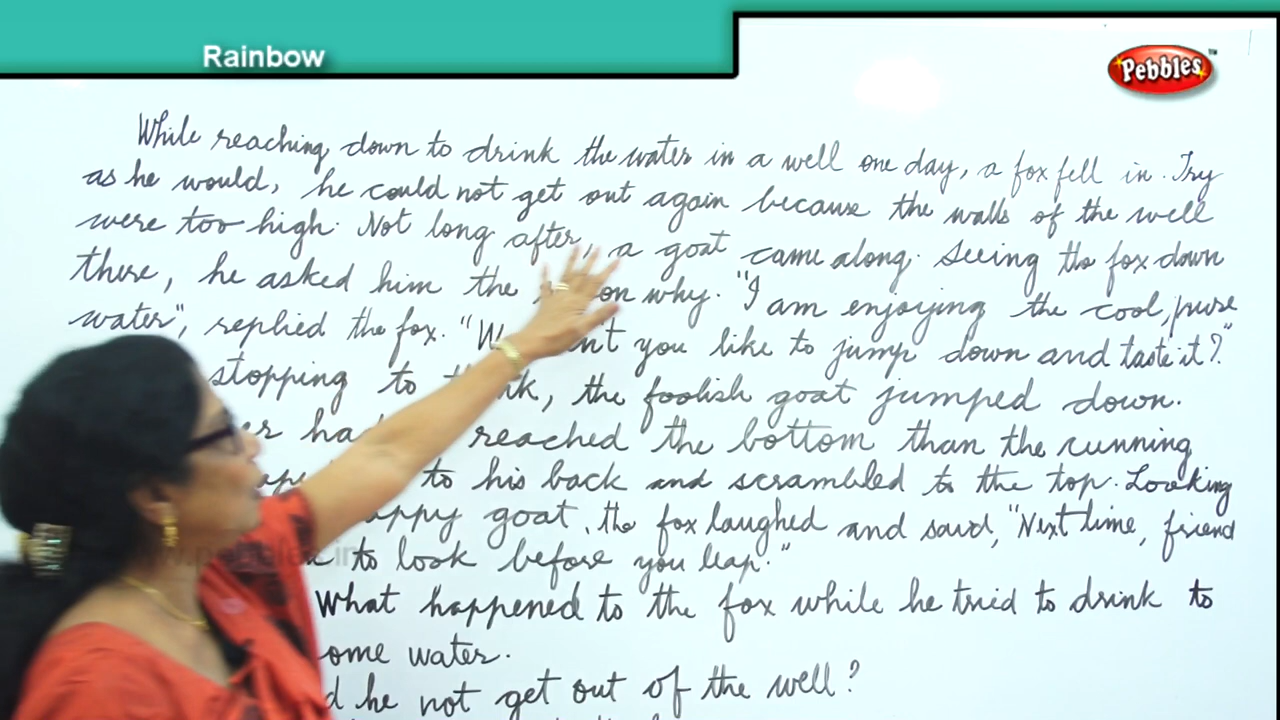 Rainbow
Pebbles
While reaching down to drink the water in a well one day, a fox fell in. Try
as he would, he could not get out again because the walls of the well
were too high. Not long after, a goat came along. Seeing the fox down
there, he asked him the on why. "I am enjoying the cool, pure
water", replied the fox. "W nt you like to jump down and taste it?"
stopping to th k, the foolish goat jumped down.
er had reached the bottom than the cunning
to his back and scrambled to the top. Looking
appy goat, the fox laughed and said, "Next time, friend
to look before you leap."
What happened to the fox while he tried to drink to
ome water.
d he not get out of the well?